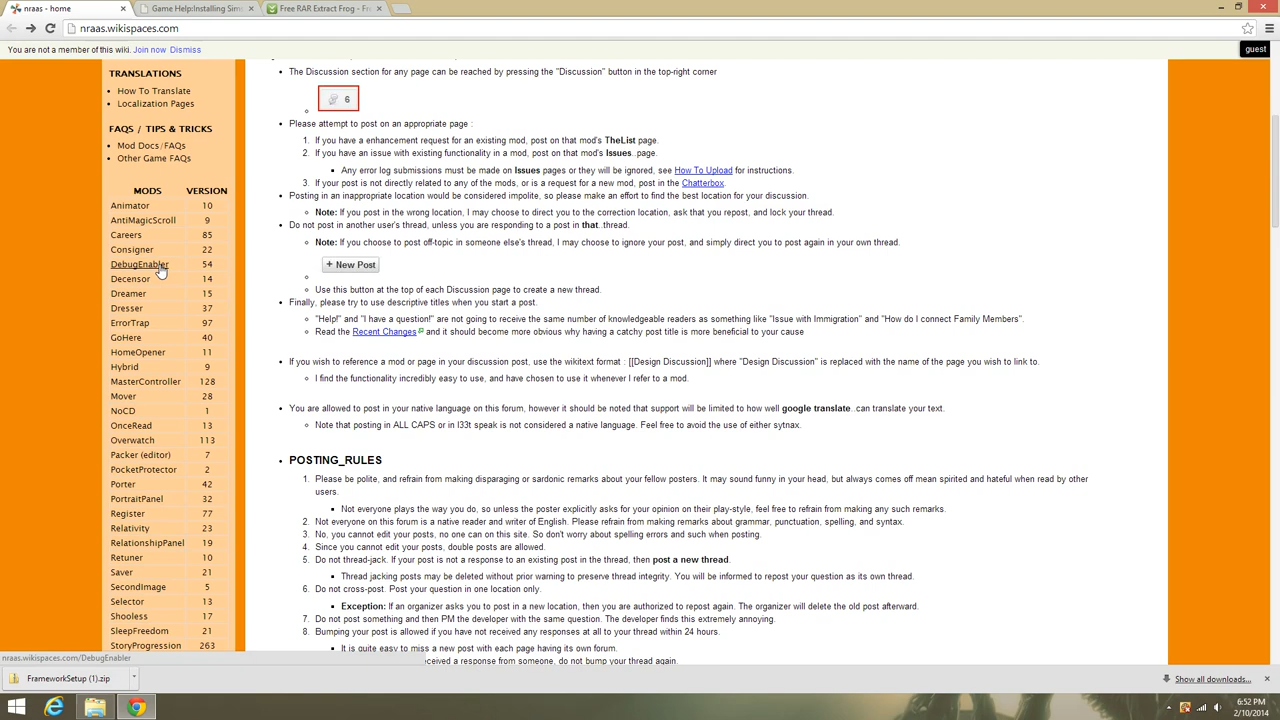 nraas - home
Game Help:Installing Sim
Free RAR Extract Frog - F
nraas.wikispaces.com
You are not a member of this wiki. Join now Dismiss
guest
TRANSLATIONS
• How To Translate
• Localization Pages
FAQS / TIPS & TRICKS
• Mod Docs/FAQs
• Other Game FAQs
MODS VERSION
Animator 10
AntiMagicScroll 9
Careers 85
Consigner 22
DebugEnabler 54
Decensor 14
Dreamer 15
Dresser 37
ErrorTrap 97
GoHere 40
HomeOpener 11
Hybrid 9
MasterController 128
Mover 28
NoCD 1
OnceRead 13
Overwatch 113
Packer (editor) 7
PocketProtector 2
Porter 42
PortraitPanel 32
Register 77
Relativity 23
RelationshipPanel 19
Retuner 10
Saver 21
SecondImage 5
Selector 13
Shooless 17
SleepFreedom 21
StoryProgression 263
• The Discussion section for any page can be reached by pressing the "Discussion" button in the top-right corner
6
• Please attempt to post on an appropriate page :
1. If you have a enhancement request for an existing mod, post on that mod's TheList page.
2. If you have an issue with existing functionality in a mod, post on that mod's Issues..page.
▪ Any error log submissions must be made on Issues pages or they will be ignored, see How To Upload for instructions.
3. If your post is not directly related to any of the mods, or is a request for a new mod, post in the Chatterbox.
• Posting in an inappropriate location would be considered impolite, so please make an effort to find the best location for your discussion.
◦ Note: If you post in the wrong location, I may choose to direct you to the correction location, ask that you repost, and lock your thread.
• Do not post in another user's thread, unless you are responding to a post in that..thread.
◦ Note: If you choose to post off-topic in someone else's thread, I may choose to ignore your post, and simply direct you to post again in your own thread.
+ New Post
◦ Use this button at the top of each Discussion page to create a new thread.
• Finally, please try to use descriptive titles when you start a post.
◦ "Help!" and "I have a question!" are not going to receive the same number of knowledgeable readers as something like "Issue with Immigration" and "How do I connect Family Members".
◦ Read the Recent Changes and it should become more obvious why having a catchy post title is more beneficial to your cause
• If you wish to reference a mod or page in your discussion post, use the wikitext format : [[Design Discussion]] where "Design Discussion" is replaced with the name of the page you wish to link to.
◦ I find the functionality incredibly easy to use, and have chosen to use it whenever I refer to a mod.
• You are allowed to post in your native language on this forum, however it should be noted that support will be limited to how well google translate..can translate your text.
◦ Note that posting in ALL CAPS or in l33t speak is not considered a native language. Feel free to avoid the use of either sytnax.
• POSTING_RULES
1. Please be polite, and refrain from making disparaging or sardonic remarks about your fellow posters. It may sound funny in your head, but always comes off mean spirited and hateful when read by other
users.
▪ Not everyone plays the way you do, so unless the poster explicitly asks for your opinion on their play-style, feel free to refrain from making any such remarks.
2. Not everyone on this forum is a native reader and writer of English. Please refrain from making remarks about grammar, punctuation, spelling, and syntax.
3. No, you cannot edit your posts, no one can on this site. So don't worry about spelling errors and such when posting.
4. Since you cannot edit your posts, double posts are allowed.
5. Do not thread-jack. If your post is not a response to an existing post in the thread, then post a new thread.
▪ Thread jacking posts may be deleted without prior warning to preserve thread integrity. You will be informed to repost your question as its own thread.
6. Do not cross-post. Post your question in one location only.
▪ Exception: If an organizer asks you to post in a new location, then you are authorized to repost again. The organizer will delete the old post afterward.
7. Do not post something and then PM the developer with the same question. The developer finds this extremely annoying.
8. Bumping your post is allowed if you have not received any responses at all to your thread within 24 hours.
▪ It is quite easy to miss a new post with each page having its own forum.
eceived a response from someone, do not bump your thread again.
nraas.wikispaces.com/DebugEnabler
FrameworkSetup (1).zip
Show all downloads...
6:52 PM
2/10/2014